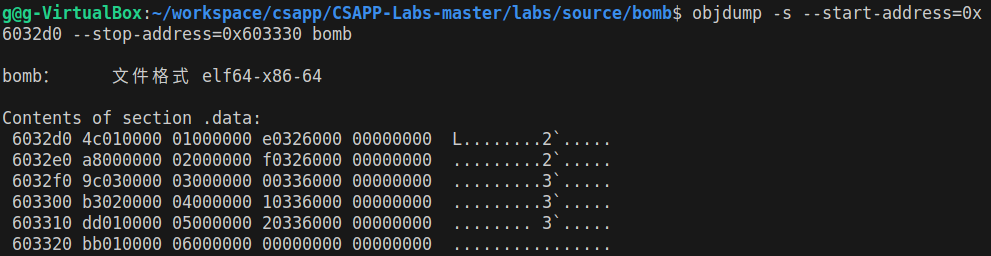 g@g-VirtualBox:~/workspace/csapp/CSAPP-Labs-master/labs/source/bomb$ objdump -s --start-address=0x
6032d0 --stop-address=0x603330 bomb

bomb:      文件格式 elf64-x86-64

Contents of section .data:
 6032d0 4c010000 01000000 e0326000 00000000  L........2`.....
 6032e0 a8000000 02000000 f0326000 00000000  .........2`.....
 6032f0 9c030000 03000000 00336000 00000000  .........3`.....
 603300 b3020000 04000000 10336000 00000000  .........3`.....
 603310 dd010000 05000000 20336000 00000000  ........ 3`.....
 603320 bb010000 06000000 00000000 00000000  ................